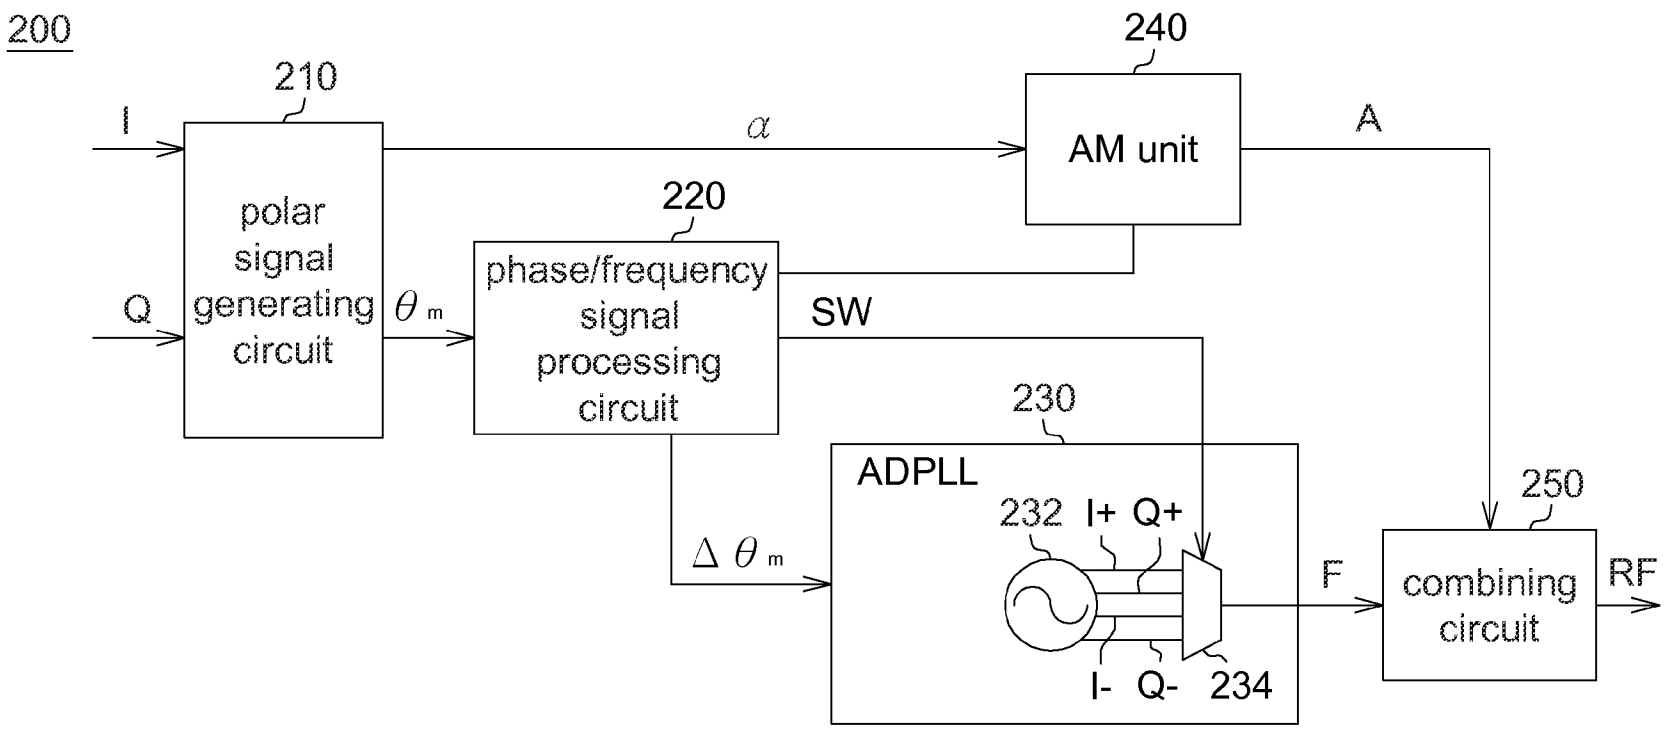 200
210
I
Q
polar
signal
generating
circuit
α
θ m
220
phase/frequency
signal
processing
circuit
240
AM unit
A
SW
Δ θ m
230
ADPLL
232
I+ Q+
I- Q-
234
F
250
combining
circuit
RF